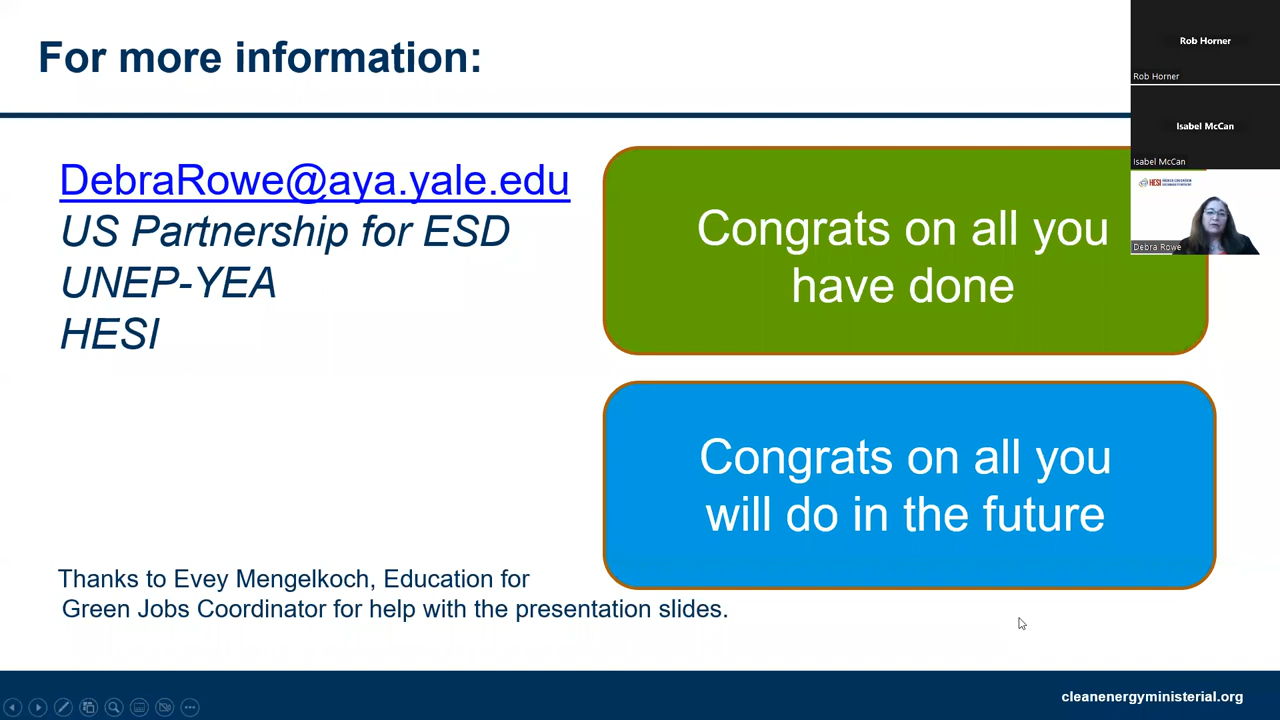 For more information:
DebraRowe@aya.yale.edu
US Partnership for ESD
UNEP-YEA
HESI
Congrats on all you
have done
Congrats on all you
will do in the future
Thanks to Evey Mengelkoch, Education for
Green Jobs Coordinator for help with the presentation slides.
cleanenergyministerial.org
Rob Horner
Rob Horner
Isabel McCan
Isabel McCan
HESI
Debra Rowe